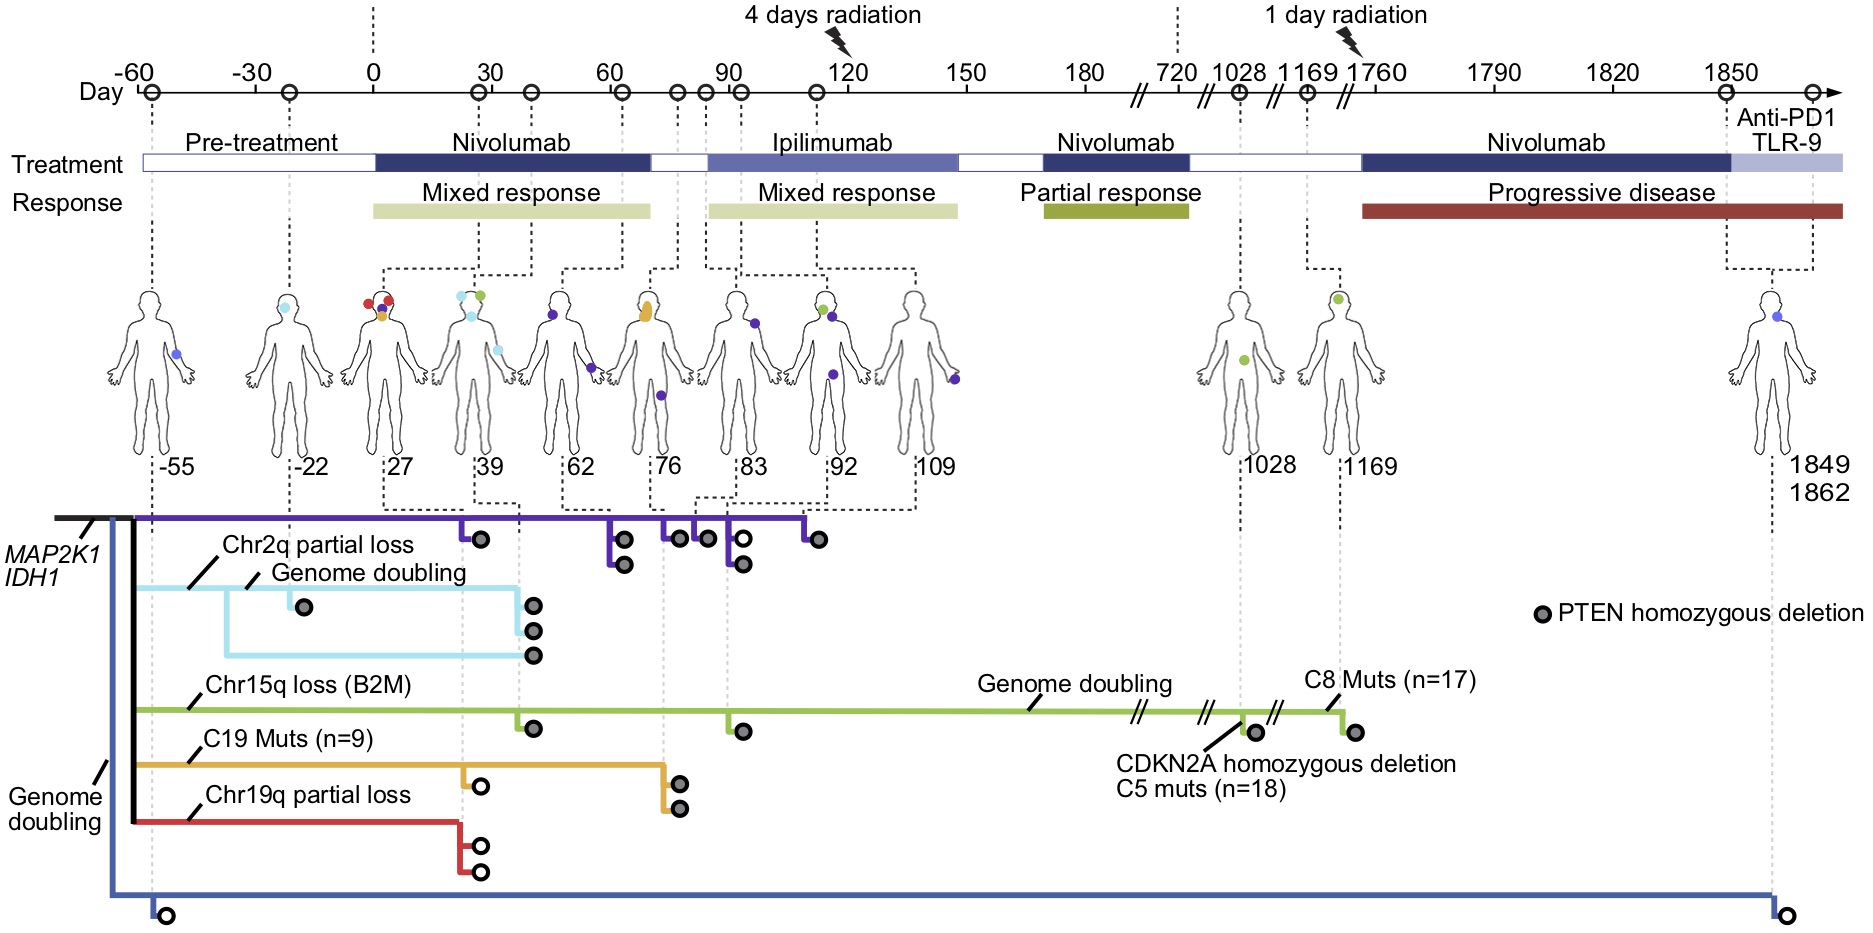 4 days radiation
1 day radiation
-60 -30 0 30 60 90 120 150 180 720 1028 1169 1760 1790 1820 1850
Day
Anti-PD1
TLR-9
Pre-treatment Nivolumab Ipilimumab Nivolumab Nivolumab
Treatment
Mixed response Mixed response Partial response Progressive disease
Response
-55 -22 27 39 62 76 83 92 109 1028 1169 1849
1862
MAP2K1
IDH1
Chr2q partial loss
Genome doubling
PTEN homozygous deletion
Chr15q loss (B2M)
Genome doubling
C8 Muts (n=17)
C19 Muts (n=9)
CDKN2A homozygous deletion
C5 muts (n=18)
Chr19q partial loss
Genome
doubling